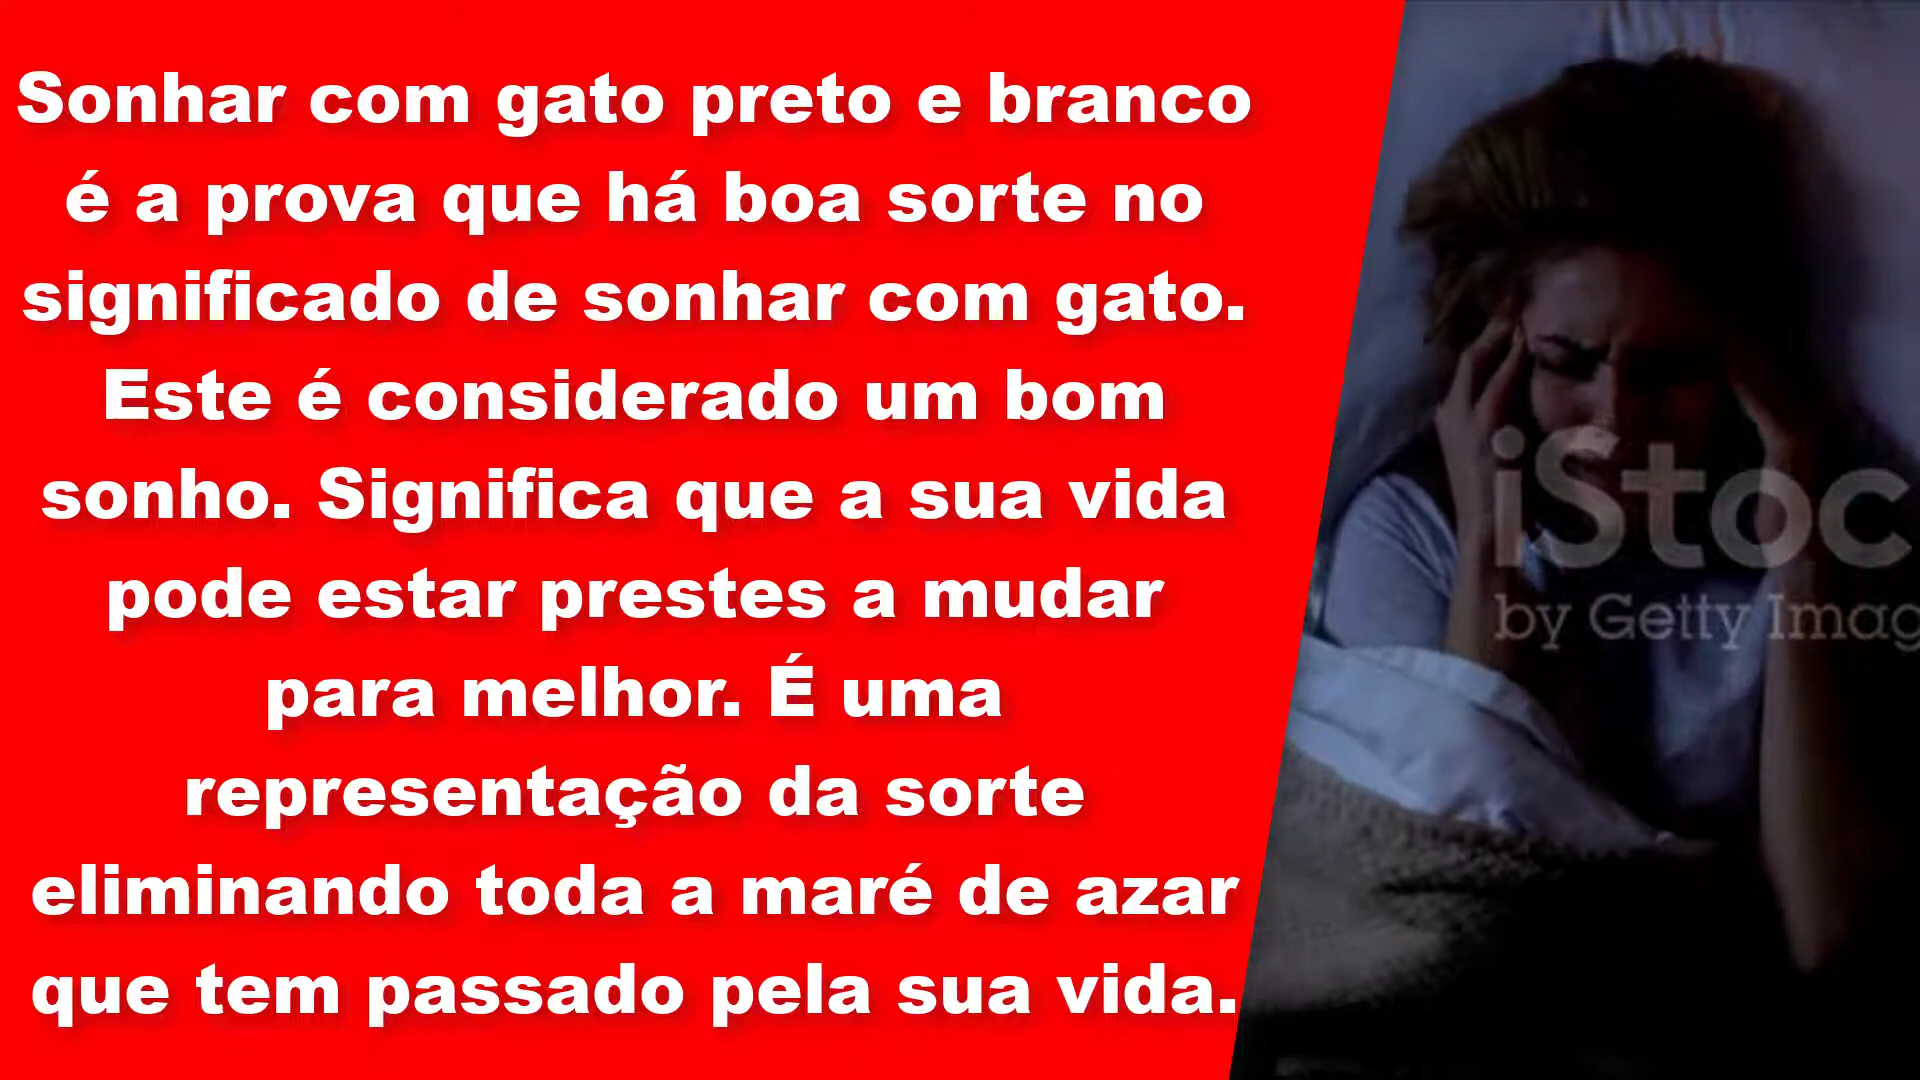 Sonhar com gato preto e branco
é a prova que há boa sorte no
significado de sonhar com gato.
Este é considerado um bom
sonho. Significa que a sua vida
pode estar prestes a mudar
para melhor. É uma
representação da sorte
eliminando toda a maré de azar
que tem passado pela sua vida.
iStoc
by Getty Imag